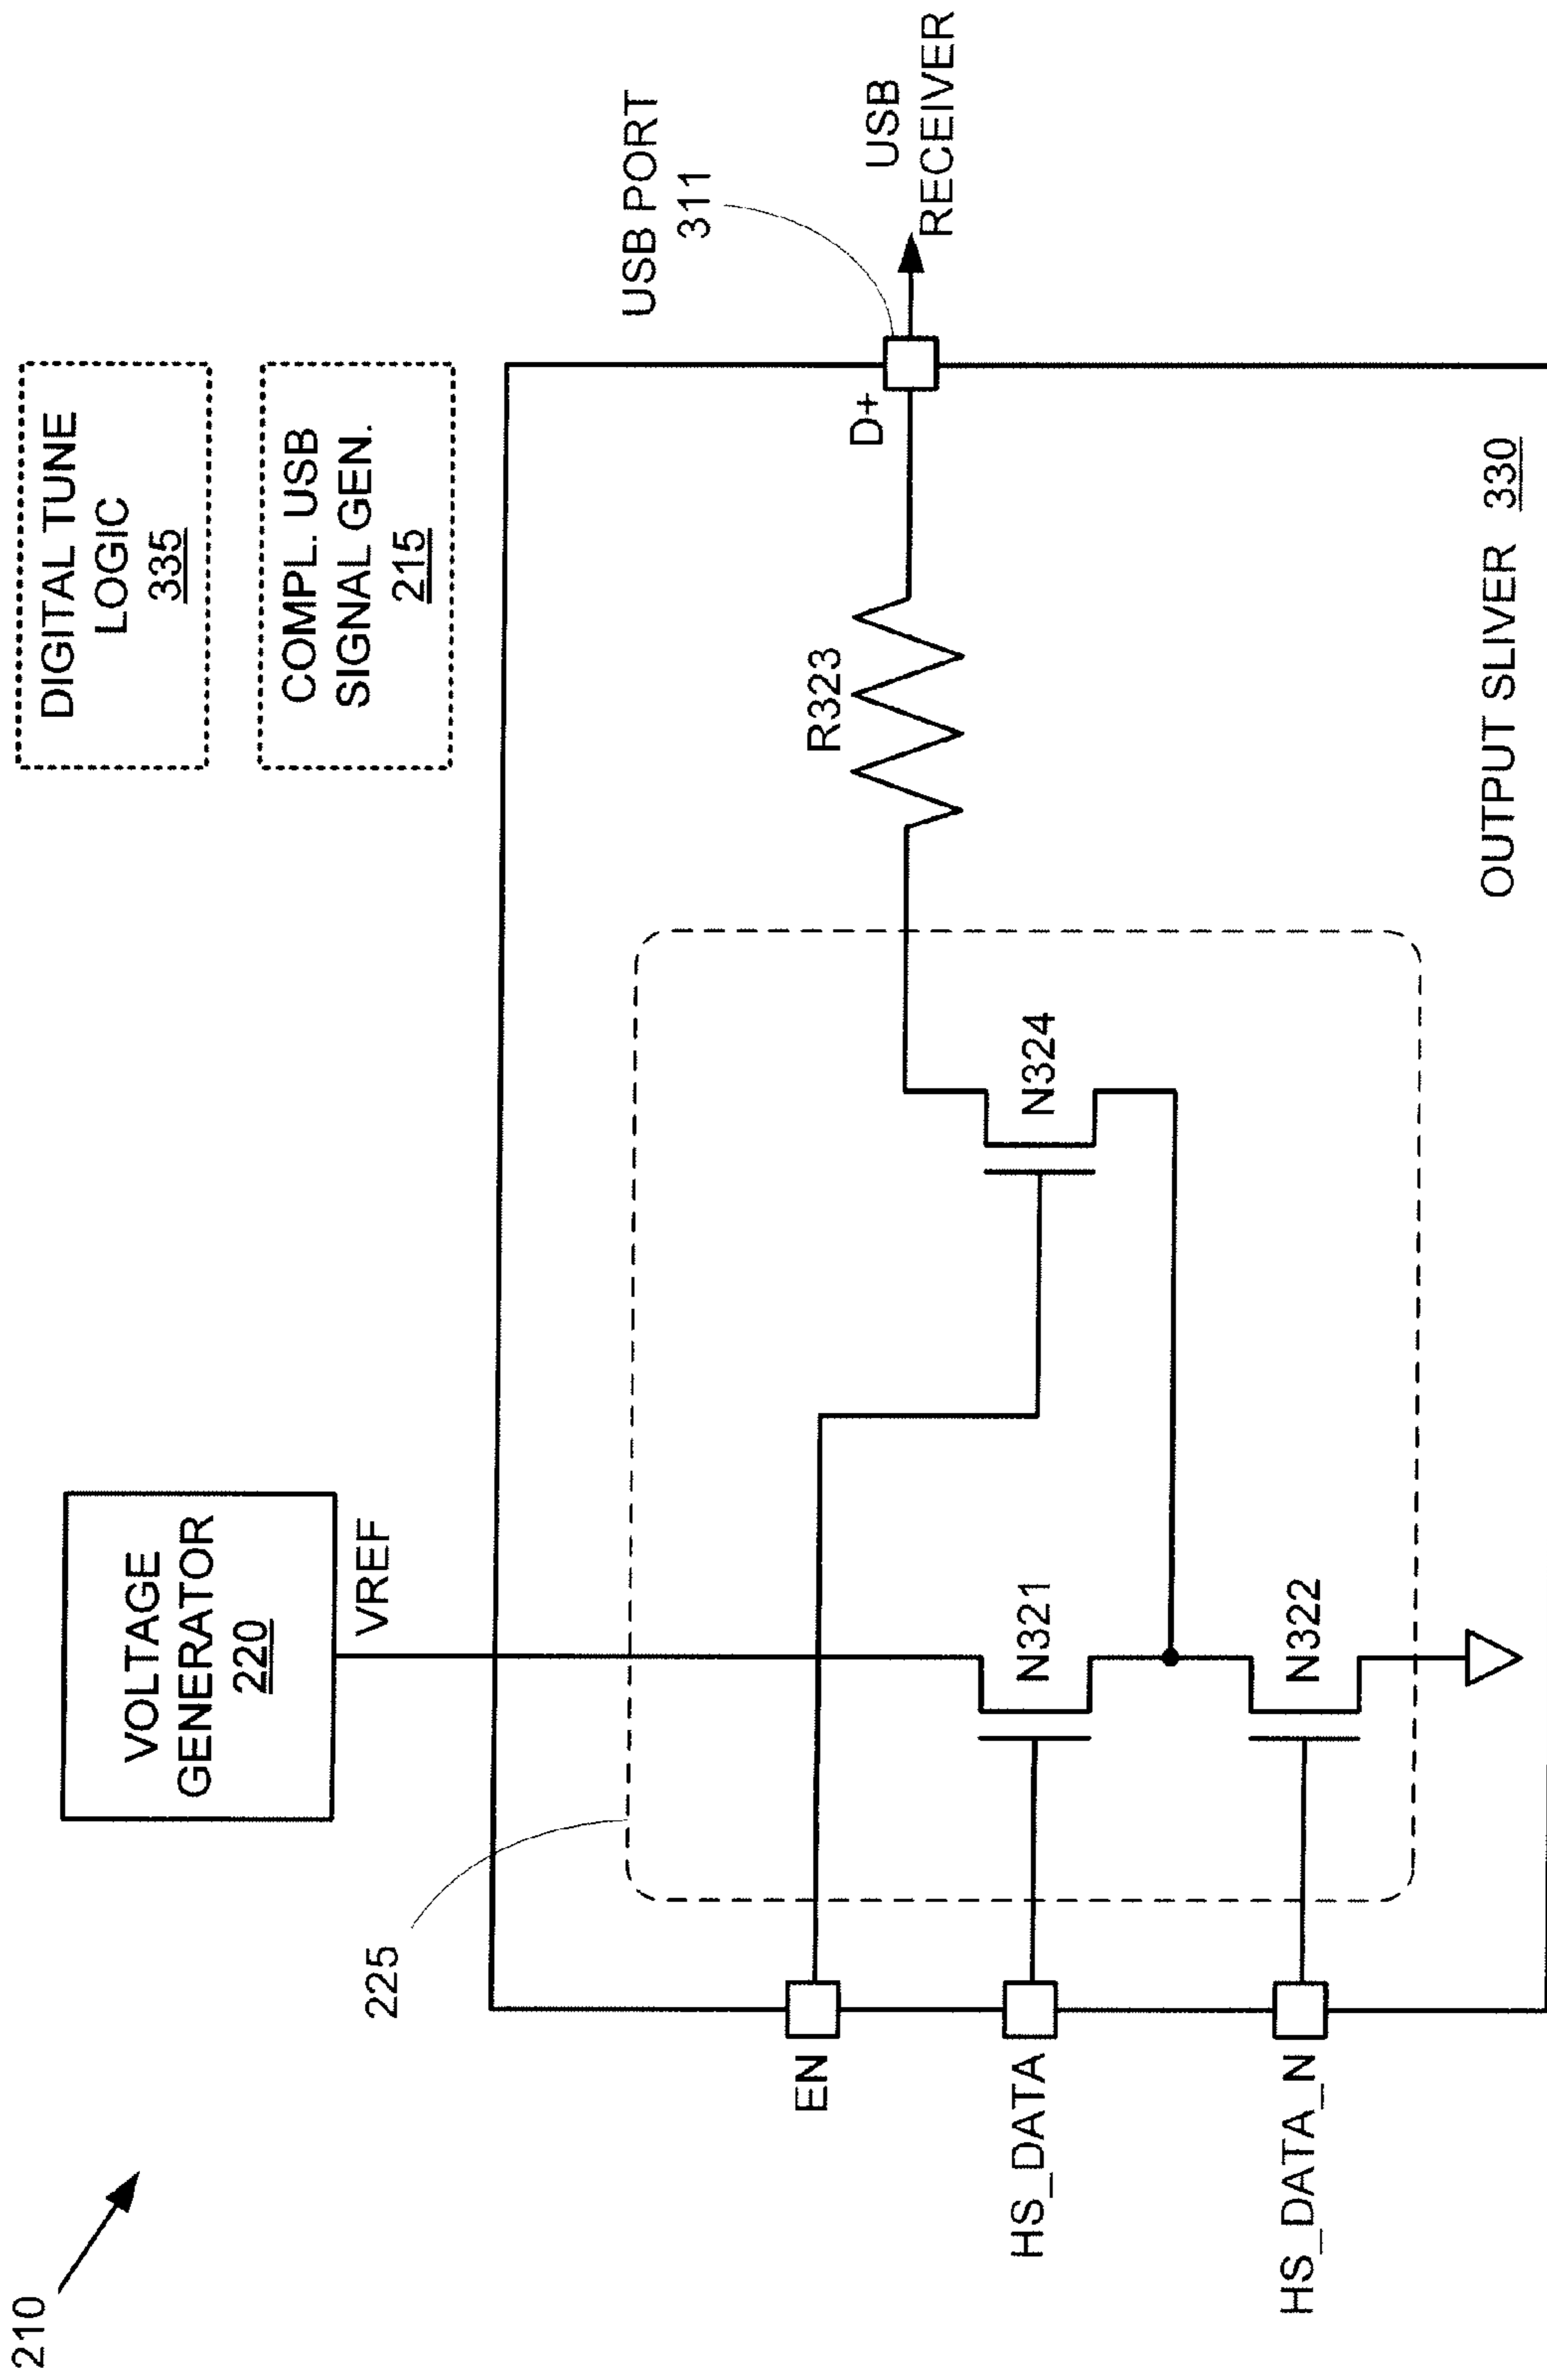 210
VOLTAGE
GENERATOR
220
VREF
DIGITAL TUNE
LOGIC
335
COMPL. USB
SIGNAL GEN.
215
225
USB PORT
311
EN
D+
USB
RECEIVER
R323
HS_DATA
N321
N324
HS_DATA_N
N322
OUTPUT SLIVER 330